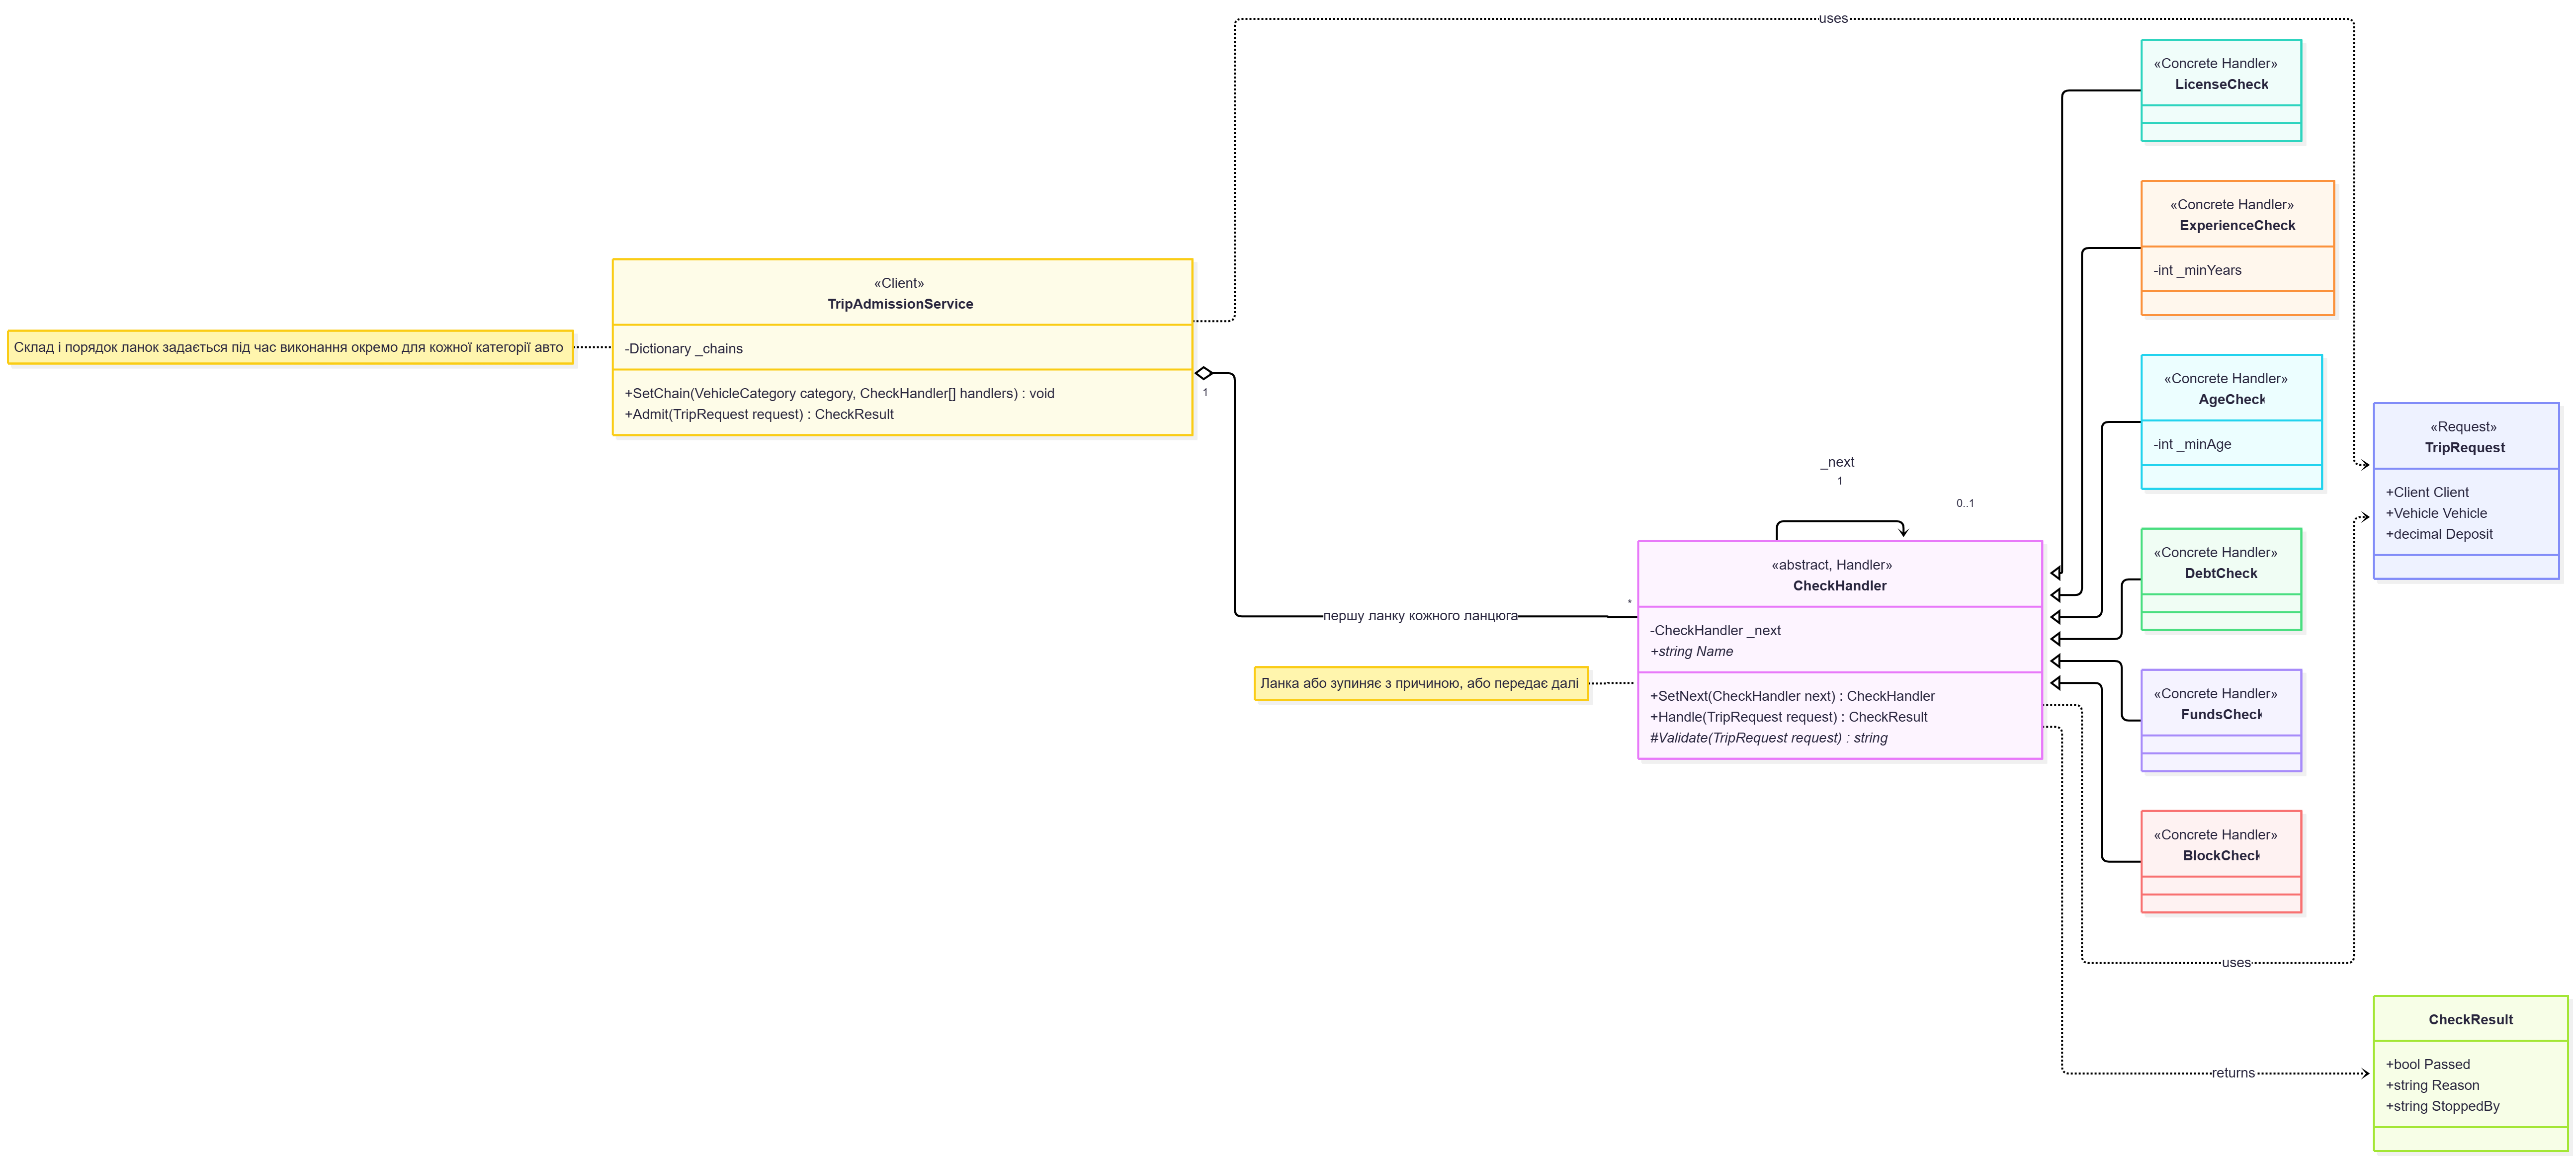 uses
«Concrete Handler»
LicenseCheck
«Concrete Handler»
ExperienceCheck
-int _minYears
«Client»
TripAdmissionService
-Dictionary _chains
+SetChain(VehicleCategory category, CheckHandler[] handlers) : void
+Admit(TripRequest request) : CheckResult
Склад і порядок ланок задається під час виконання окремо для кожної категорії авто
1
«Concrete Handler»
AgeCheck
-int _minAge
«Request»
TripRequest
+Client Client
+Vehicle Vehicle
+decimal Deposit
_next
1
0..1
«abstract, Handler»
CheckHandler
-CheckHandler _next
+string Name
+SetNext(CheckHandler next) : CheckHandler
+Handle(TripRequest request) : CheckResult
#Validate(TripRequest request) : string
*
першу ланку кожного ланцюга
Ланка або зупиняє з причиною, або передає далі
«Concrete Handler»
DebtCheck
«Concrete Handler»
FundsCheck
«Concrete Handler»
BlockCheck
uses
CheckResult
+bool Passed
+string Reason
+string StoppedBy
returns